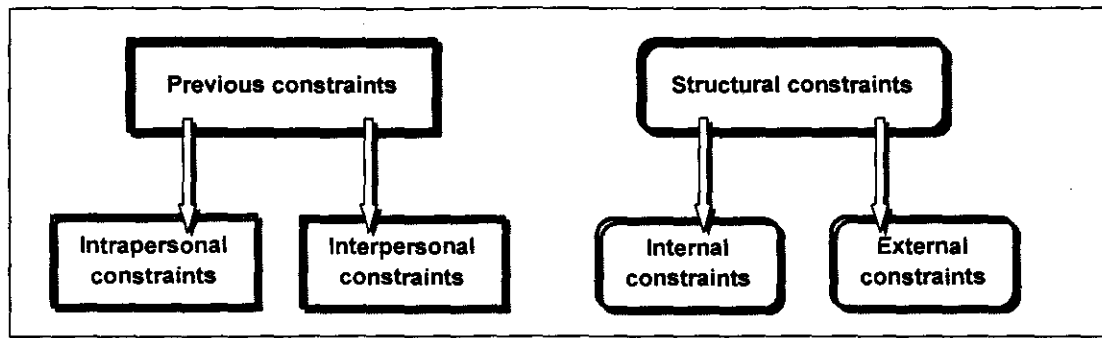 Previous constraints
Structural constraints
Intrapersonal
constraints
Interpersonal
constraints
Internal
constraints
External
constraints